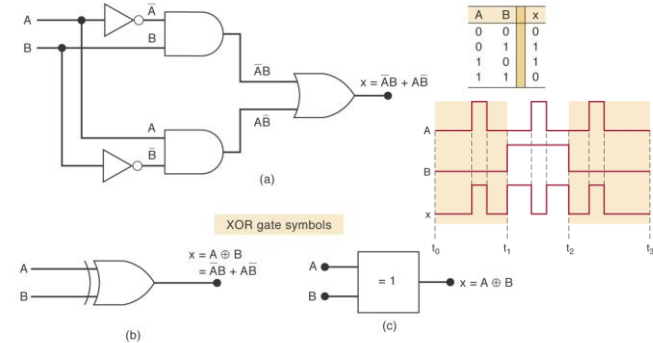 A
Ā
B
B
ĀB
x = ĀB + AB̄
A
B̄
AB̄
(a)
A B x
0 0 0
0 1 1
1 0 1
1 1 0
A
B
x
t₀ t₁ t₂ t₃
XOR gate symbols
A
B
x = A ⊕ B
= ĀB + AB̄
(b)
A
B
= 1
x = A ⊕ B
(c)